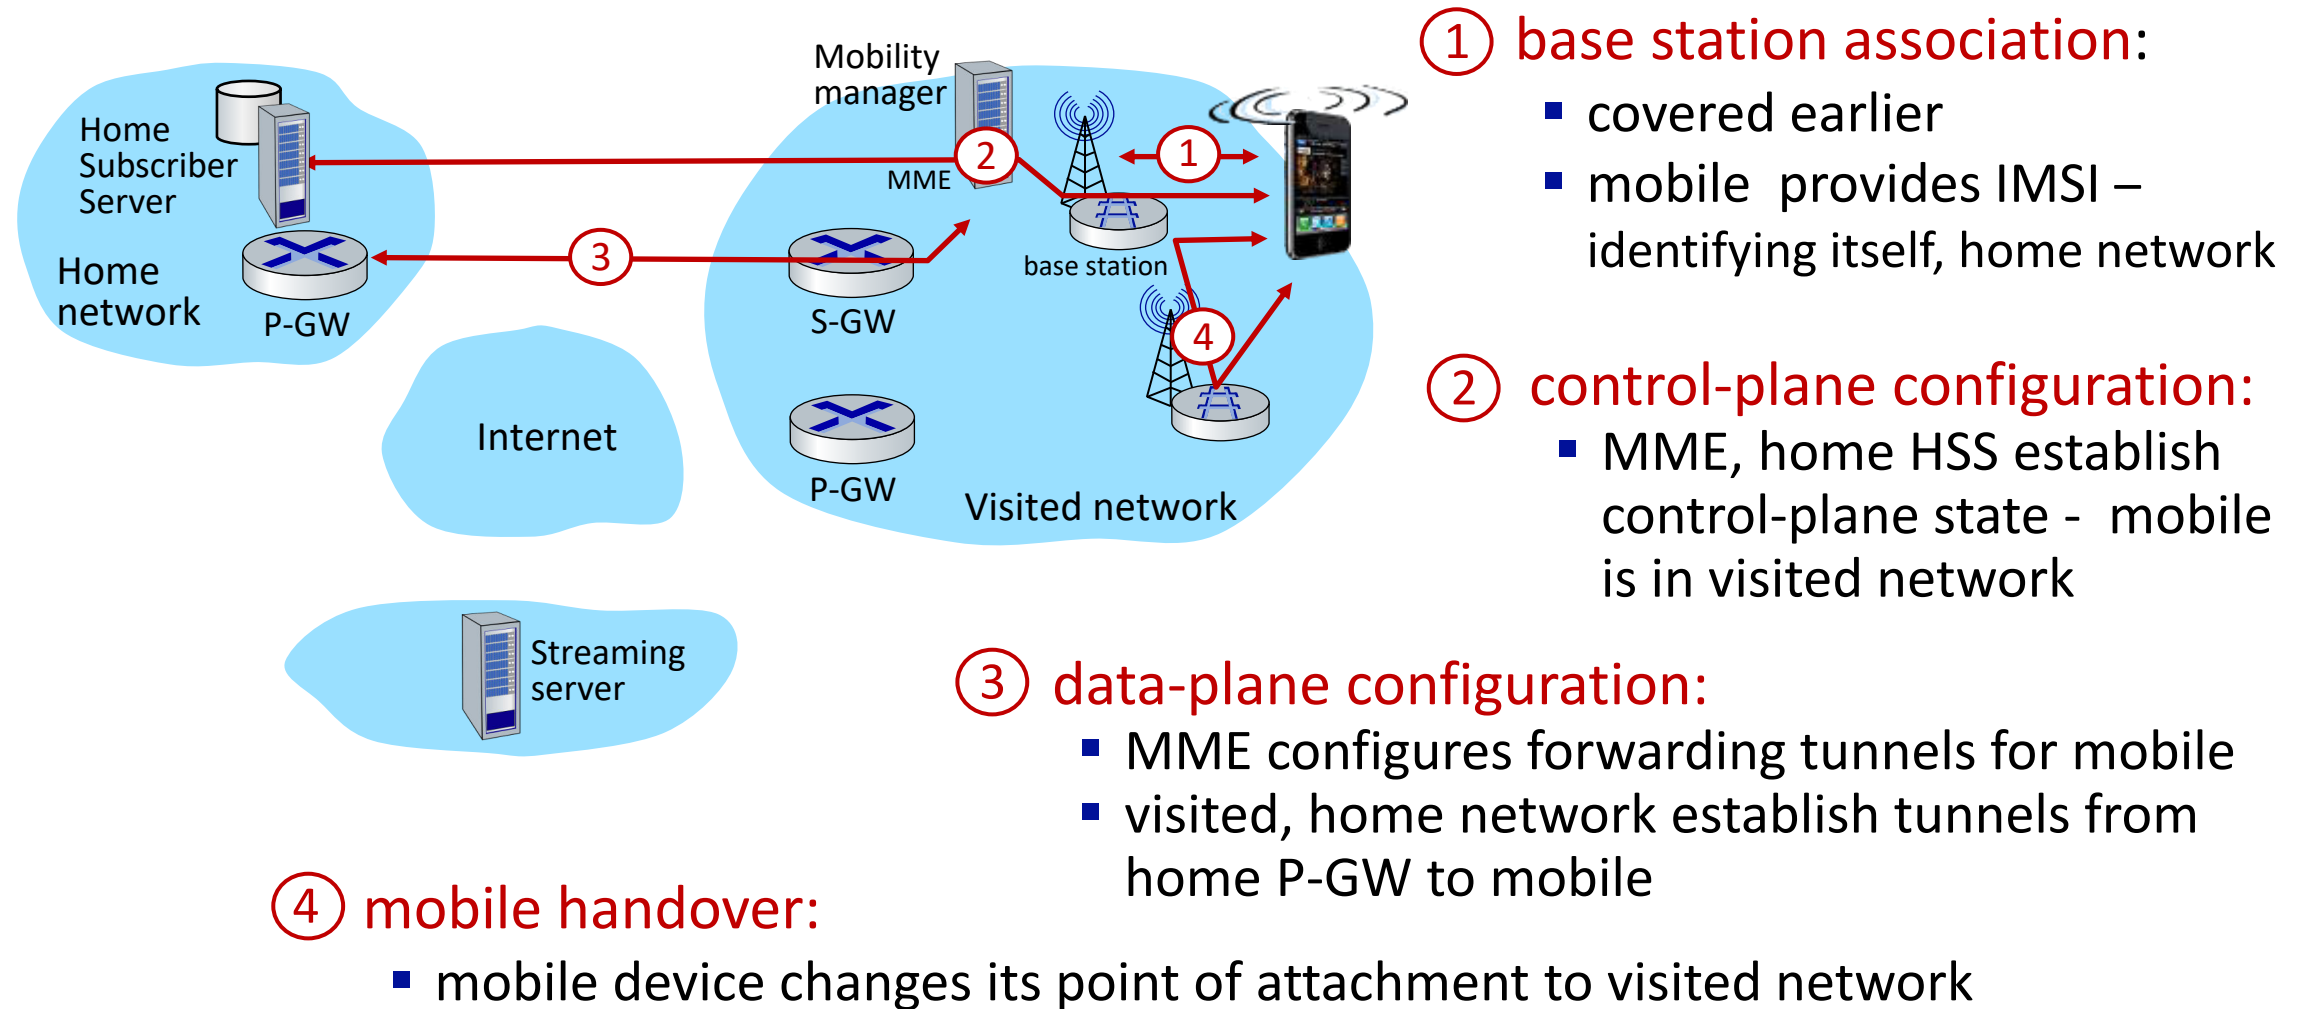 Home
Subscriber
Server
Home
network
P-GW
Mobility
manager
MME
2
1
3
4
S-GW
base station
P-GW
Visited network
Internet
Streaming
server
1 base station association:
covered earlier
mobile provides IMSI –
identifying itself, home network
2 control-plane configuration:
MME, home HSS establish
control-plane state - mobile
is in visited network
3 data-plane configuration:
MME configures forwarding tunnels for mobile
visited, home network establish tunnels from
home P-GW to mobile
4 mobile handover:
mobile device changes its point of attachment to visited network